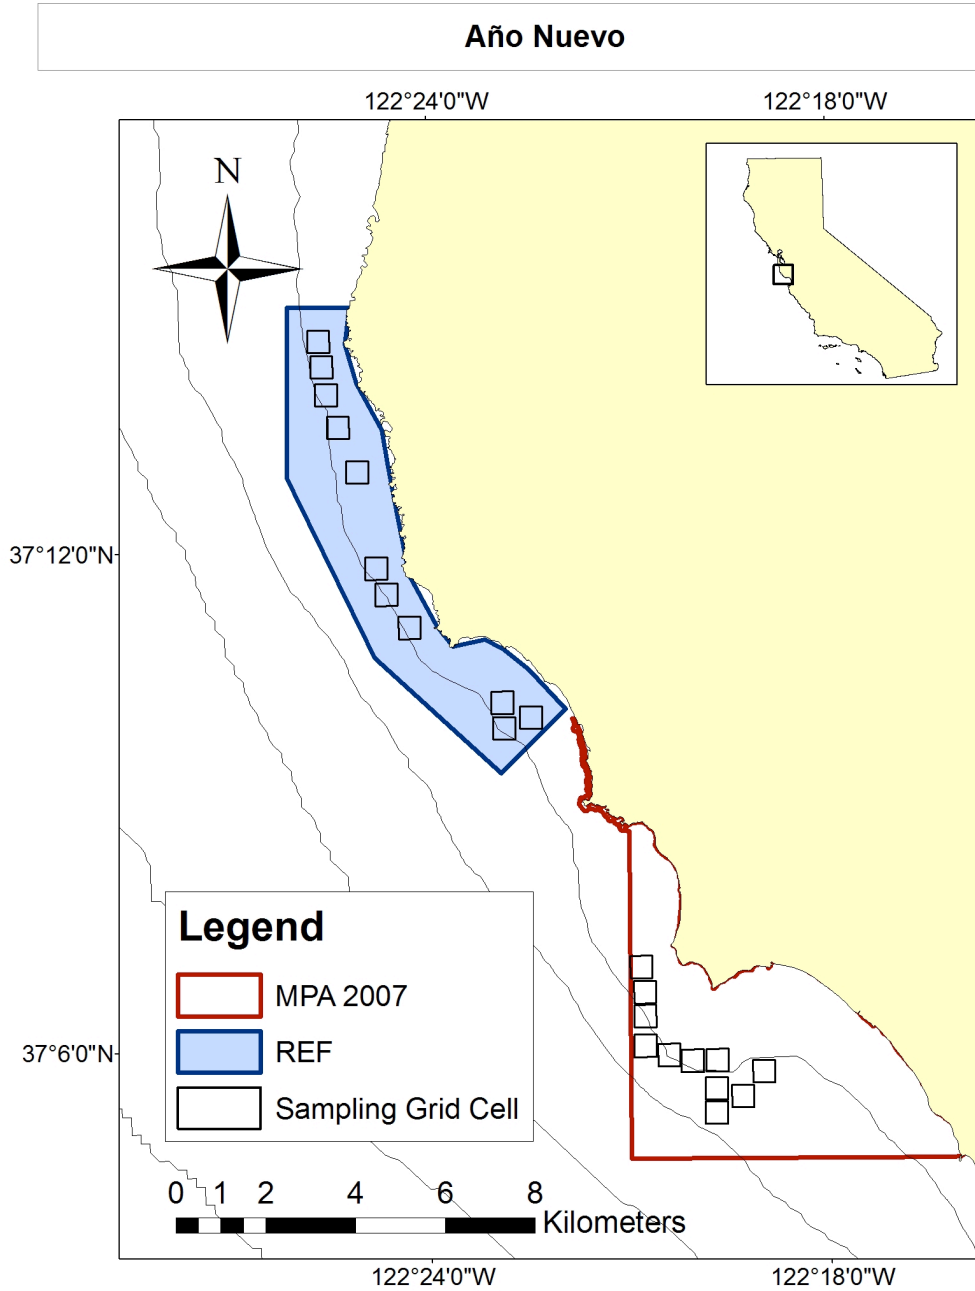 Año Nuevo
122°24'0"W 122°18'0"W
N
37°12'0"N
Legend
MPA 2007
37°6'0"N
REF
Sampling Grid Cell
0 1 2 4 6 8
Kilometers
122°24'0"W 122°18'0"W